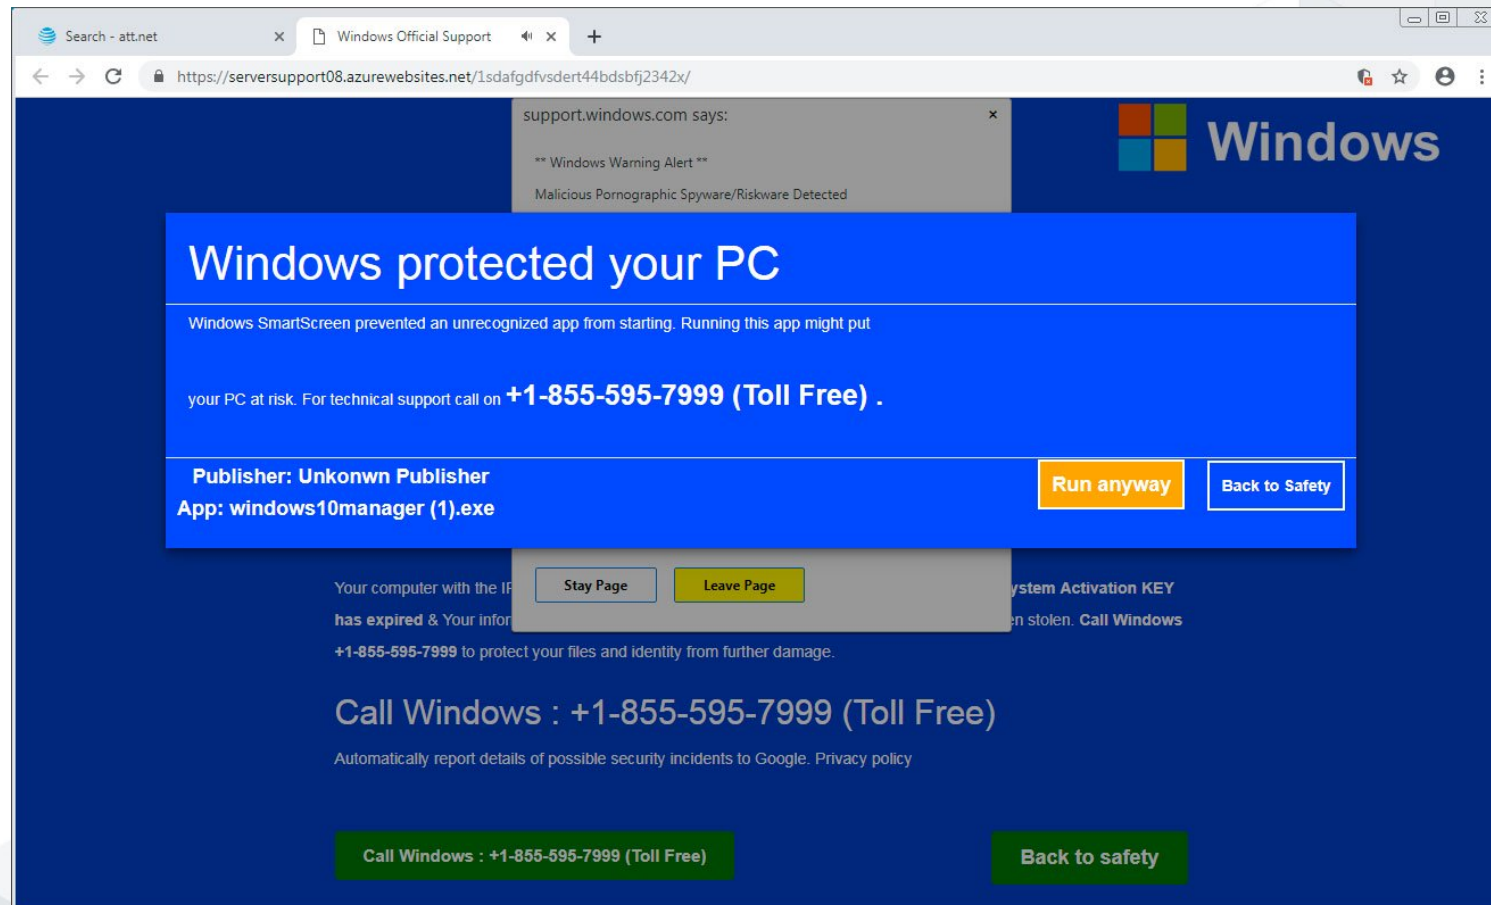 Search - att.net
Windows Official Support
https://serversupport08.azurewebsites.net/1sdafgdfvsdert44bdsbfj2342x/
support.windows.com says:
** Windows Warning Alert **
Malicious Pornographic Spyware/Riskware Detected
Windows
Windows protected your PC
Windows SmartScreen prevented an unrecognized app from starting. Running this app might put
your PC at risk. For technical support call on +1-855-595-7999 (Toll Free) .
Publisher: Unkonwn Publisher
App: windows10manager (1).exe
Run anyway
Back to Safety
Stay Page
Leave Page
Your computer with the IP ystem Activation KEY
has expired & Your infor en stolen. Call Windows
+1-855-595-7999 to protect your files and identity from further damage.
Call Windows : +1-855-595-7999 (Toll Free)
Automatically report details of possible security incidents to Google. Privacy policy
Call Windows : +1-855-595-7999 (Toll Free)
Back to safety